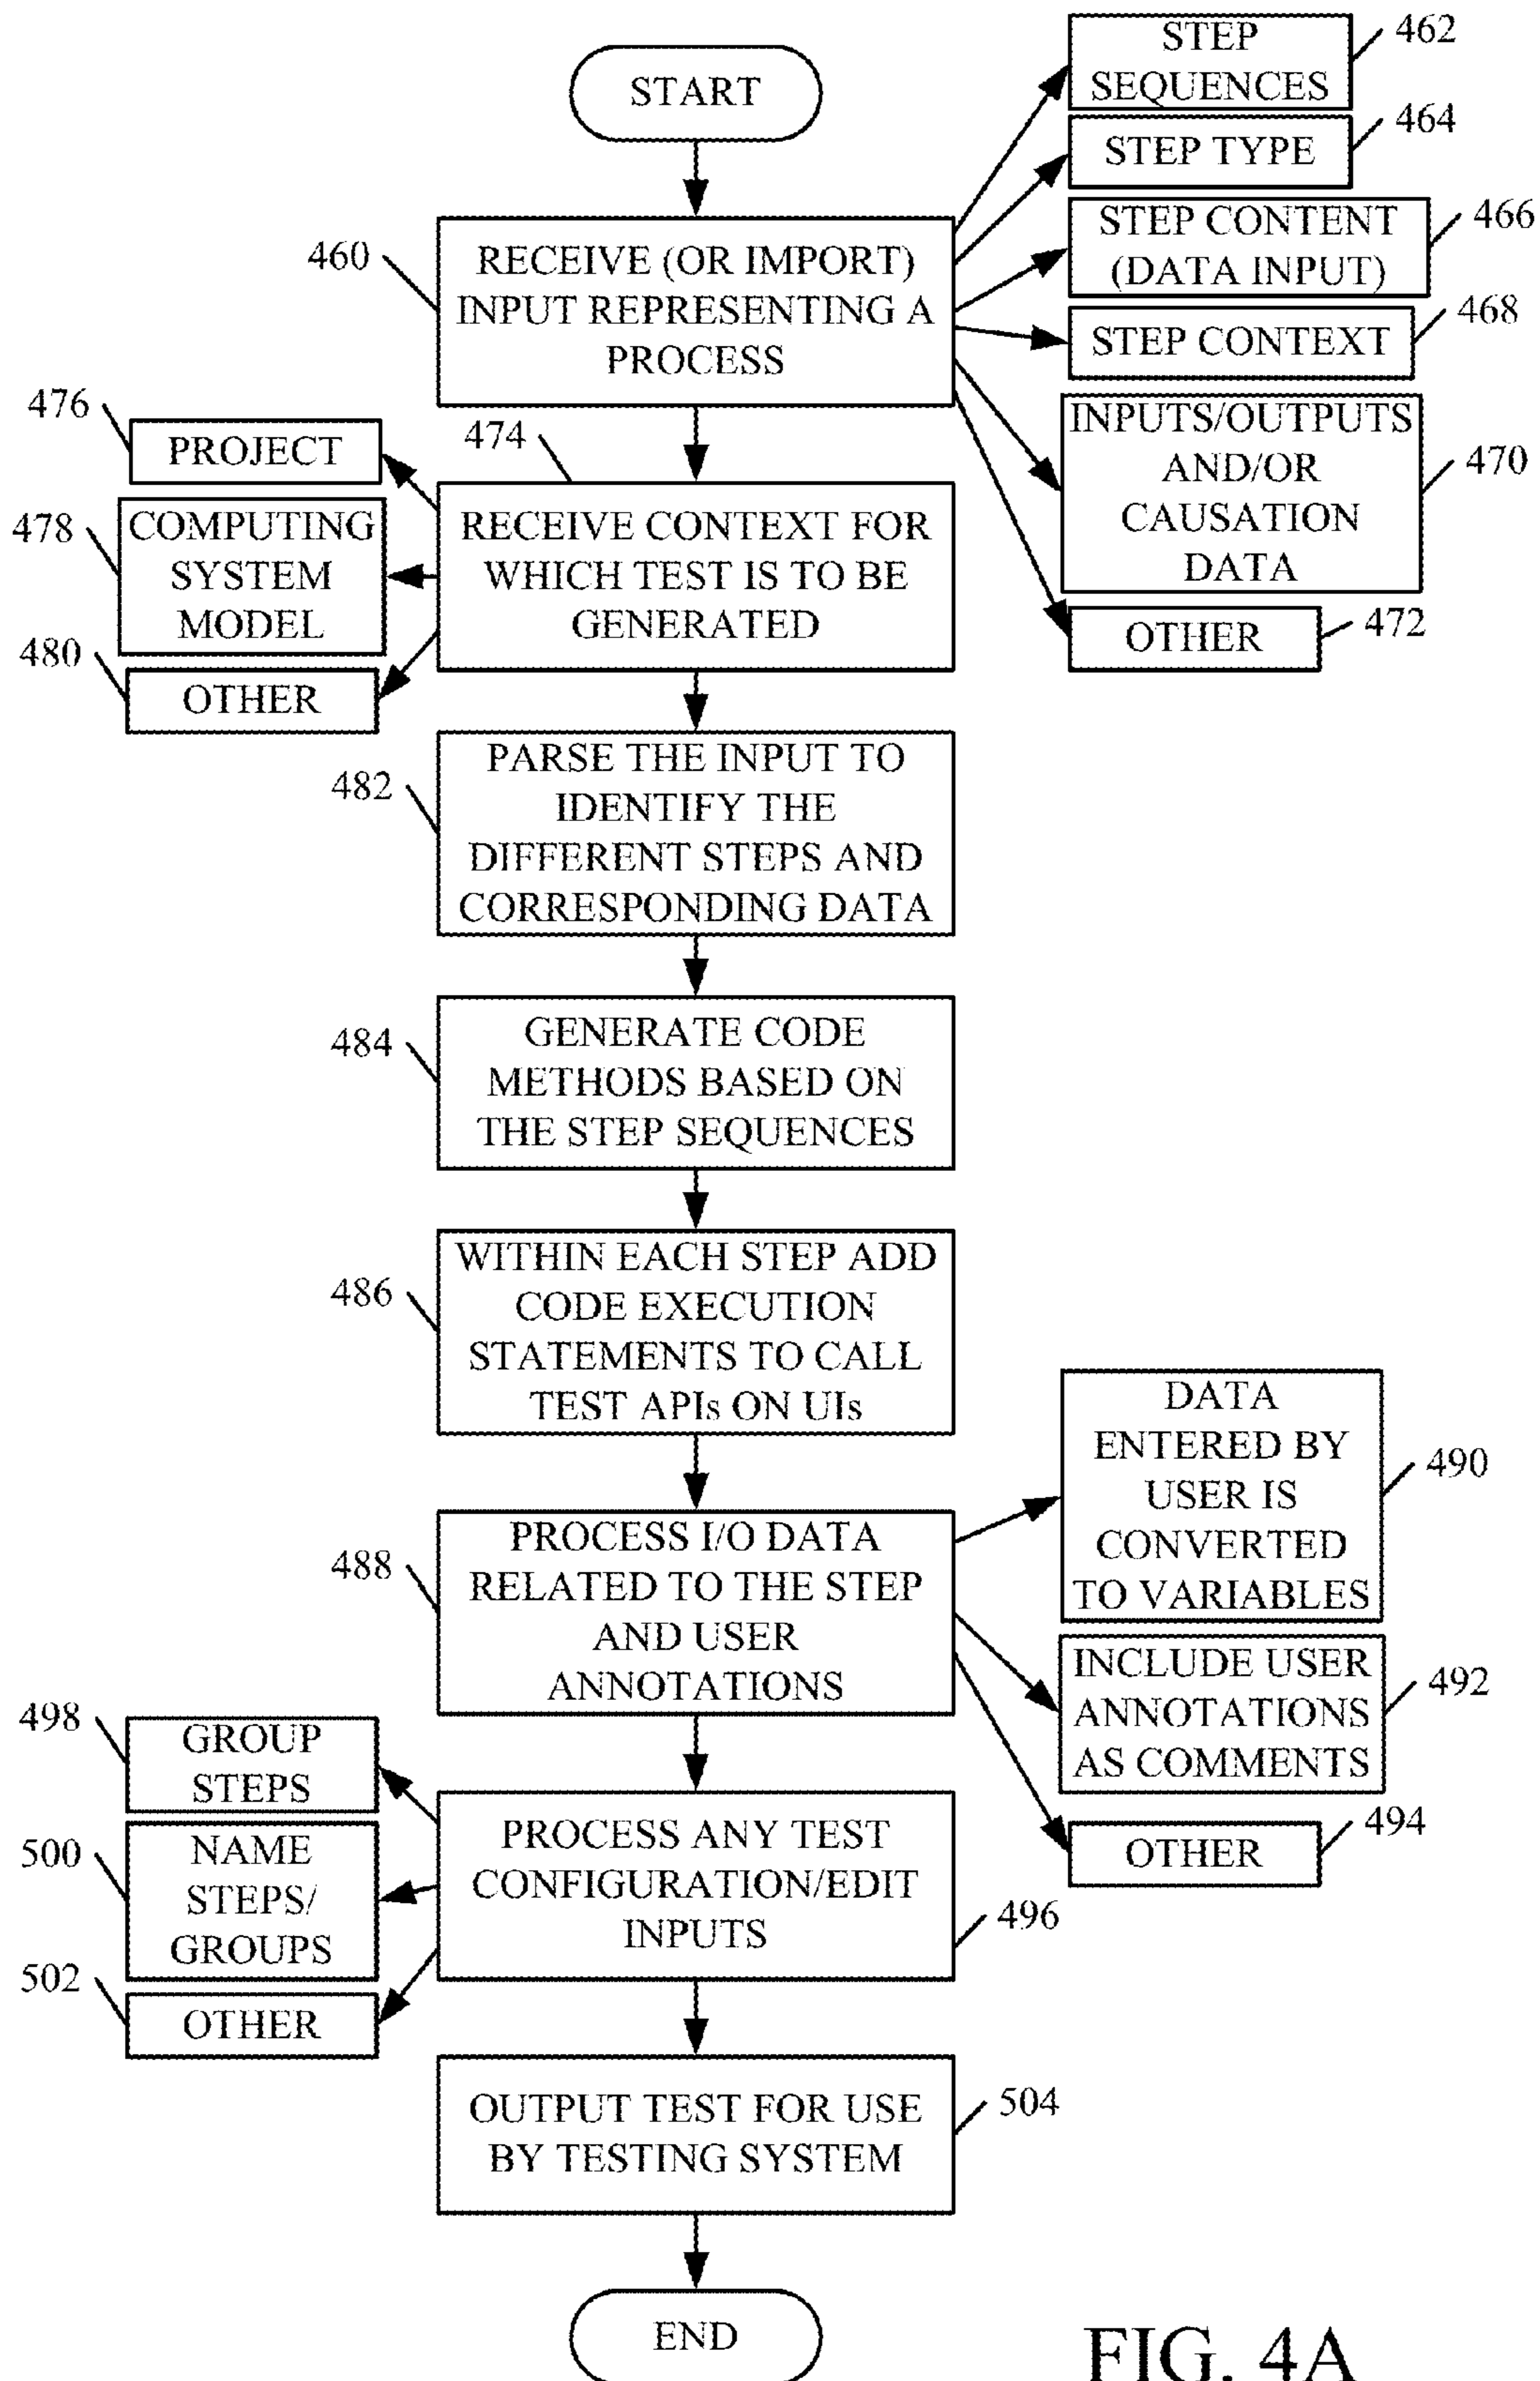 START
STEP
SEQUENCES
462
STEP TYPE
464
460
RECEIVE (OR IMPORT)
INPUT REPRESENTING A
PROCESS
STEP CONTENT
(DATA INPUT)
466
STEP CONTEXT
468
INPUTS/OUTPUTS
AND/OR
CAUSATION
DATA
470
OTHER
472
474
RECEIVE CONTEXT FOR
WHICH TEST IS TO BE
GENERATED
476
PROJECT
478
COMPUTING
SYSTEM
MODEL
480
OTHER
482
PARSE THE INPUT TO
IDENTIFY THE
DIFFERENT STEPS AND
CORRESPONDING DATA
484
GENERATE CODE
METHODS BASED ON
THE STEP SEQUENCES
486
WITHIN EACH STEP ADD
CODE EXECUTION
STATEMENTS TO CALL
TEST APIs ON UIs
488
PROCESS I/O DATA
RELATED TO THE STEP
AND USER
ANNOTATIONS
DATA
ENTERED BY
USER IS
CONVERTED
TO VARIABLES
490
INCLUDE USER
ANNOTATIONS
AS COMMENTS
492
OTHER
494
PROCESS ANY TEST
CONFIGURATION/EDIT
INPUTS
496
498
GROUP
STEPS
500
NAME
STEPS/
GROUPS
502
OTHER
OUTPUT TEST FOR USE
BY TESTING SYSTEM
504
END
FIG. 4A